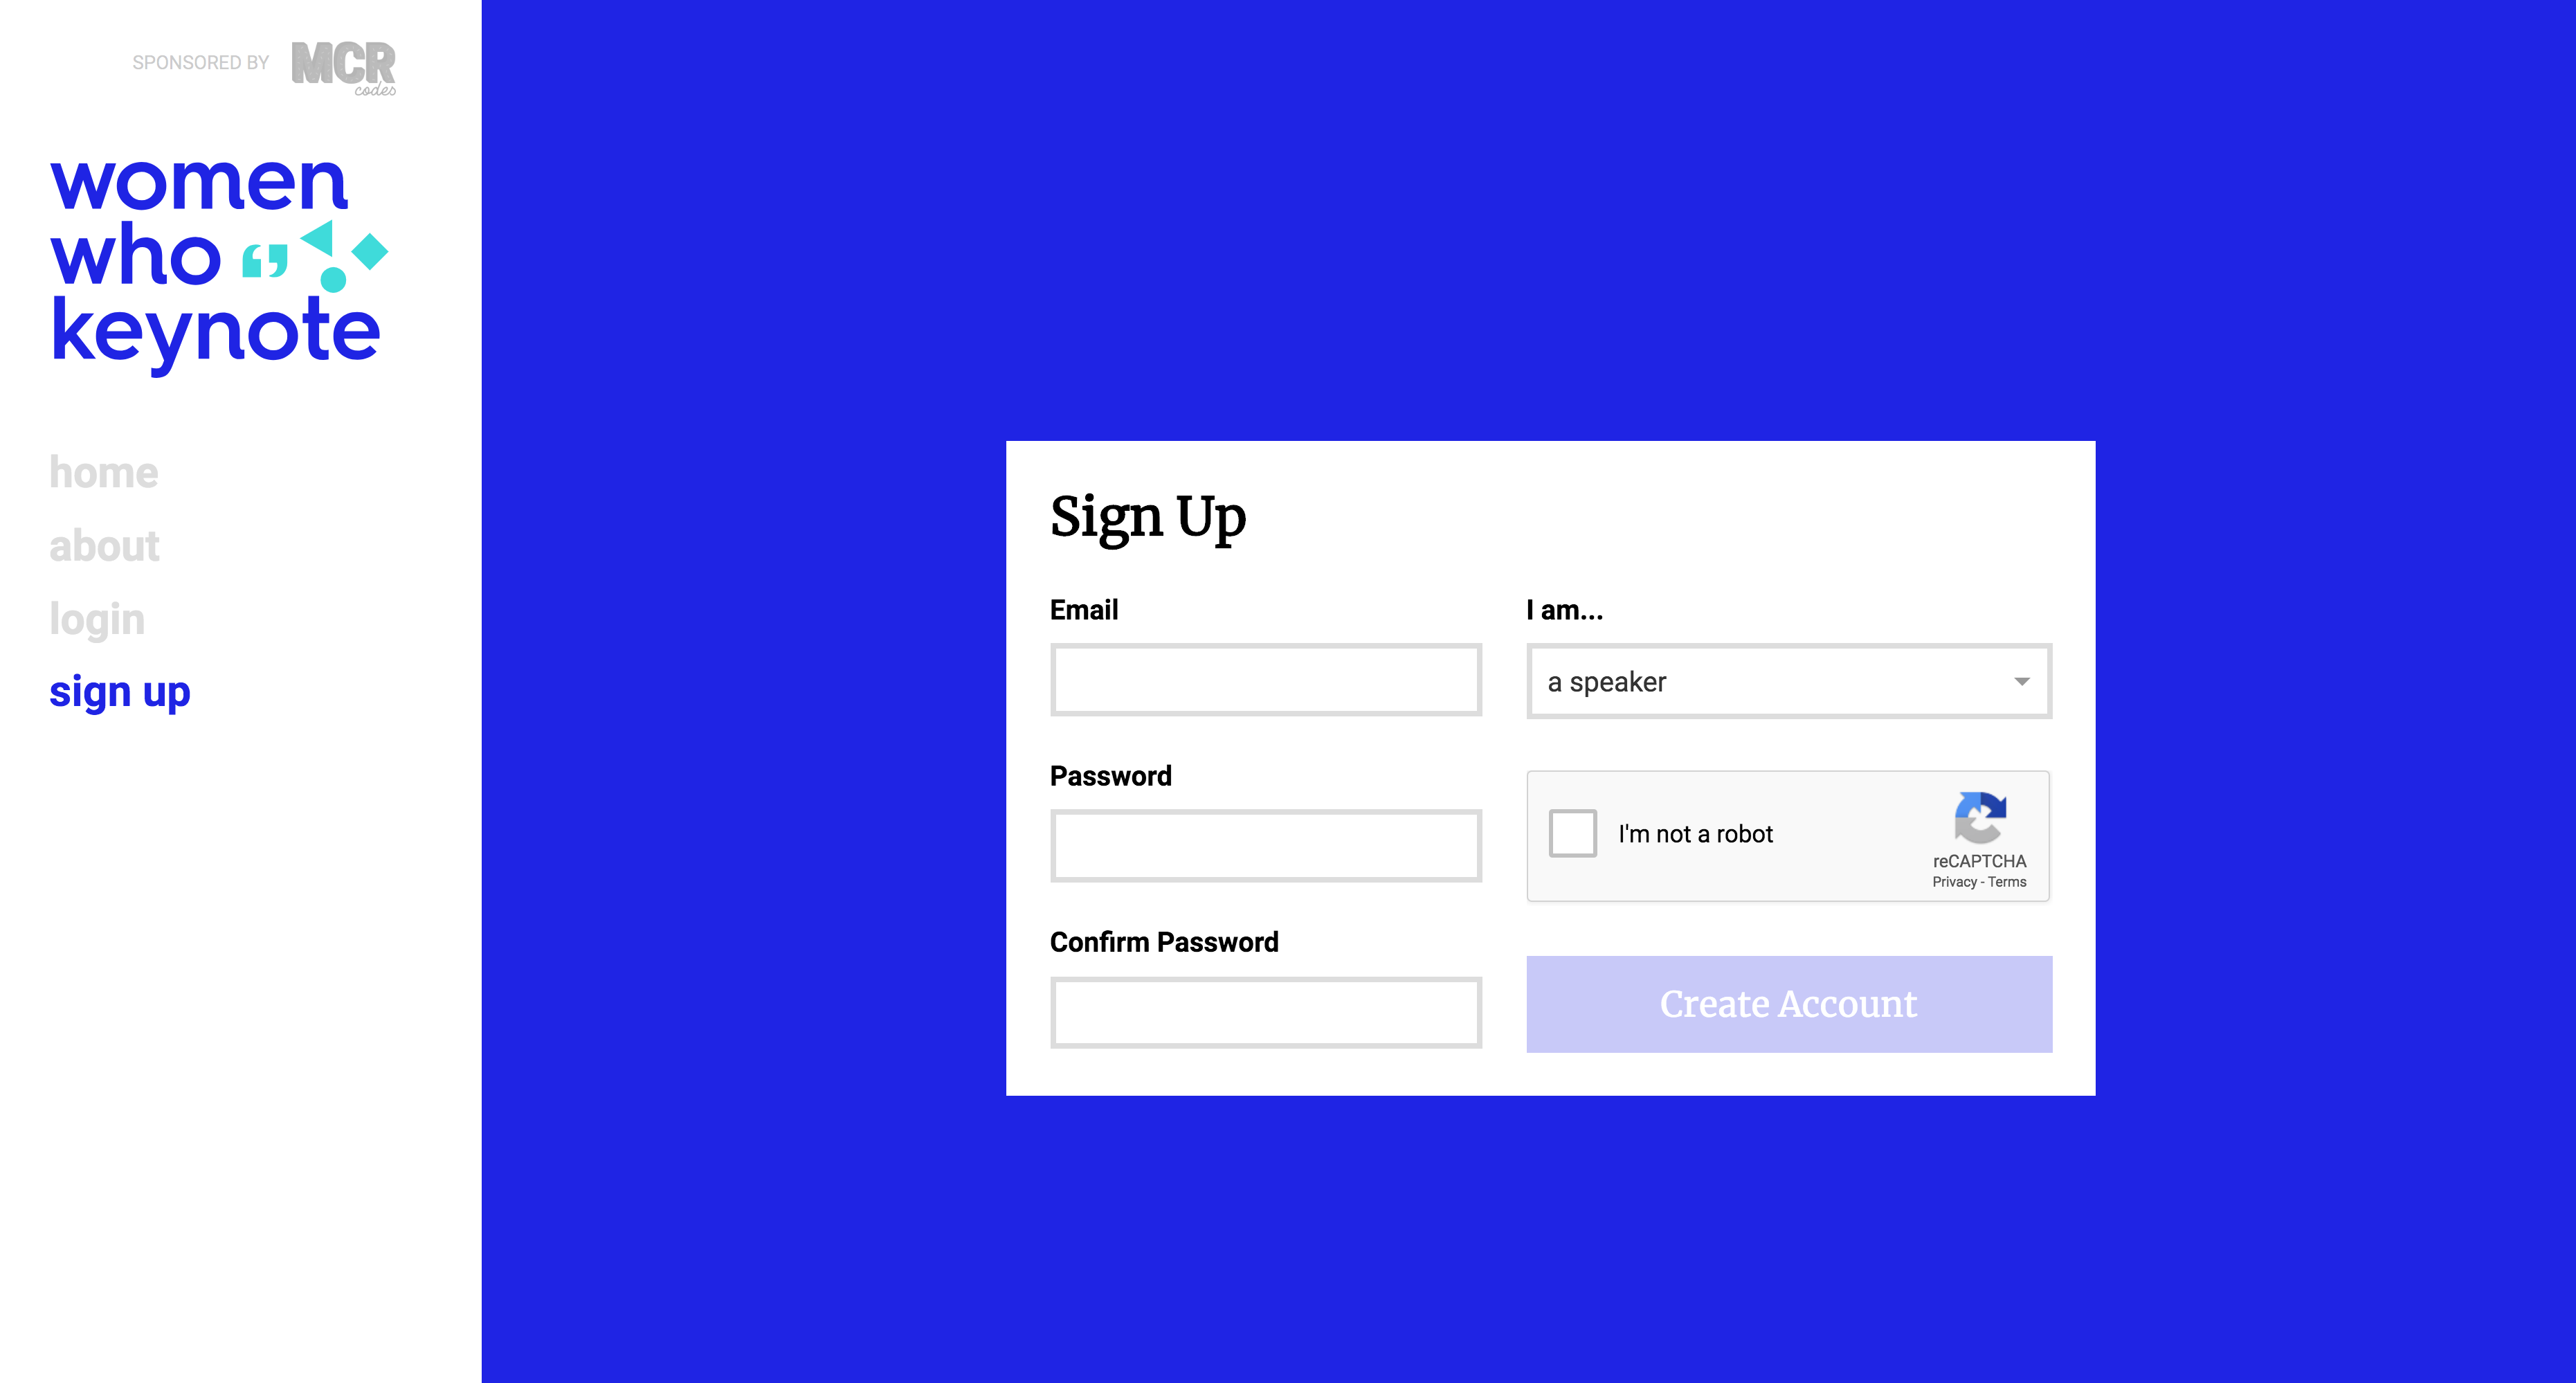 SPONSORED BY MCR
codes
women
who
keynote
home
about
login
sign up
Sign Up
Email
I am...
a speaker
Password
I'm not a robot
reCAPTCHA
Privacy - Terms
Confirm Password
Create Account